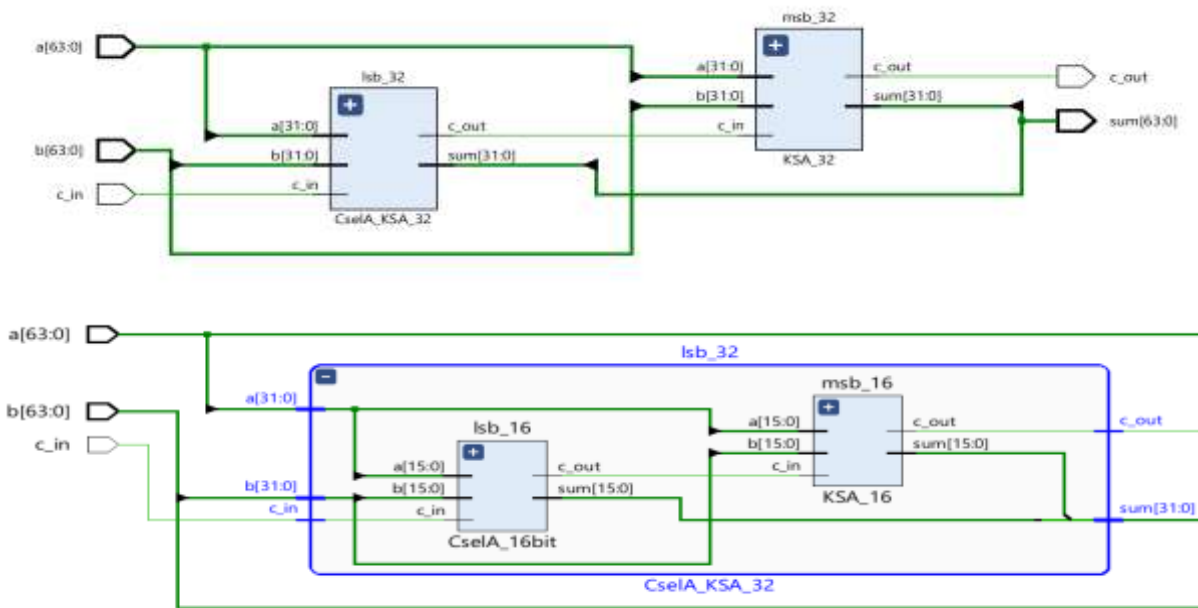 msb_32
a[63:0]
a[31:0]
c_out
c_out
lsb_32
b[31:0]
sum[31:0]
a[31:0]
c_out
c_in
sum[63:0]
b[63:0]
b[31:0]
sum[31:0]
KSA_32
c_in
c_in
CselA_KSA_32
a[63:0]
lsb_32
msb_16
a[31:0]
b[63:0]
lsb_16
a[15:0]
c_out
c_out
c_in
b[15:0]
sum[15:0]
a[15:0]
c_out
c_in
b[31:0]
b[15:0]
sum[15:0]
KSA_16
c_in
c_in
sum[31:0]
CselA_16bit
CselA_KSA_32